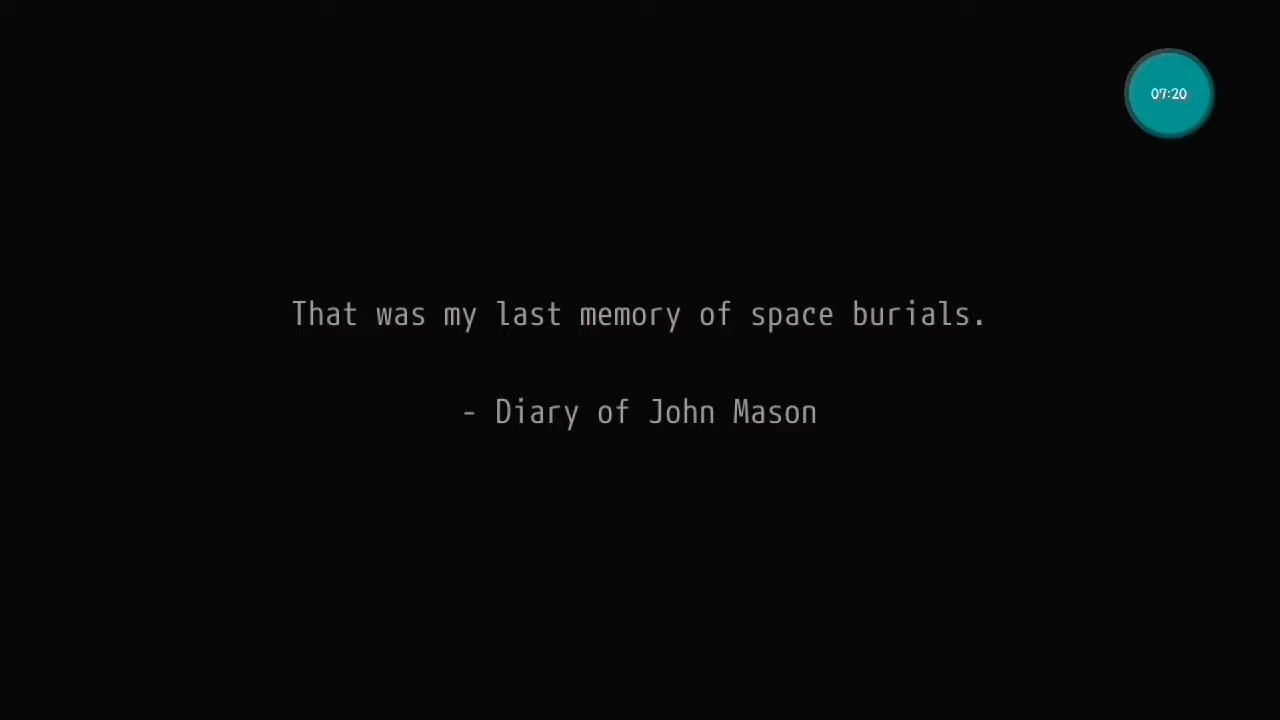 07:20
That was my last memory of space burials.
- Diary of John Mason